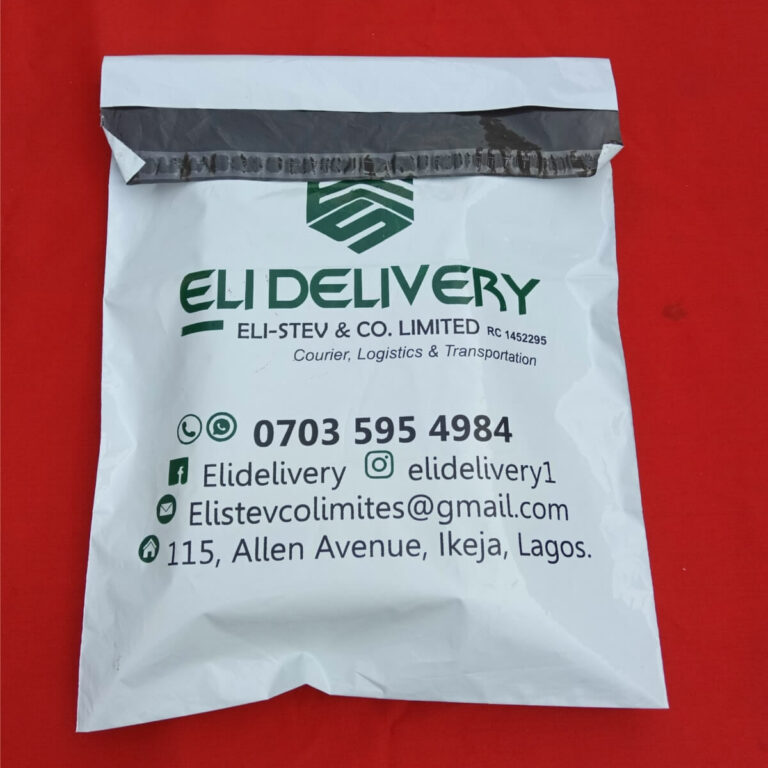 ELI DELIVERY
ELI-STEV & CO. LIMITED RC 1452295
Courier, Logistics & Transportation
0703 595 4984
Elidelivery elidelivery1
Elistevcolimites@gmail.com
115, Allen Avenue, Ikeja, Lagos.